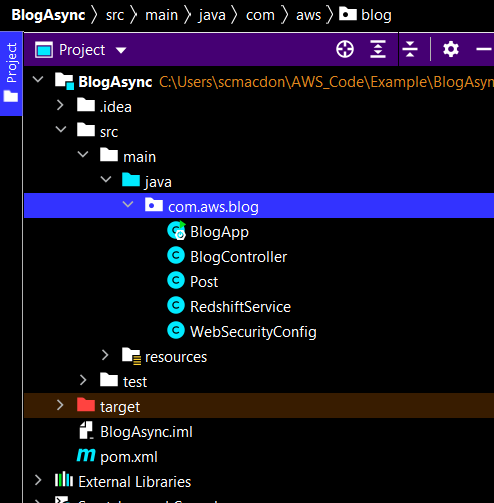 BlogAsync > src > main > java > com > aws > blog
Project
Project
BlogAsync C:\Users\scmacdon\AWS_Code\Example\BlogAsyn
.idea
src
main
java
com.aws.blog
BlogApp
C BlogController
C Post
C RedshiftService
C WebSecurityConfig
resources
test
target
BlogAsync.iml
m pom.xml
External Libraries